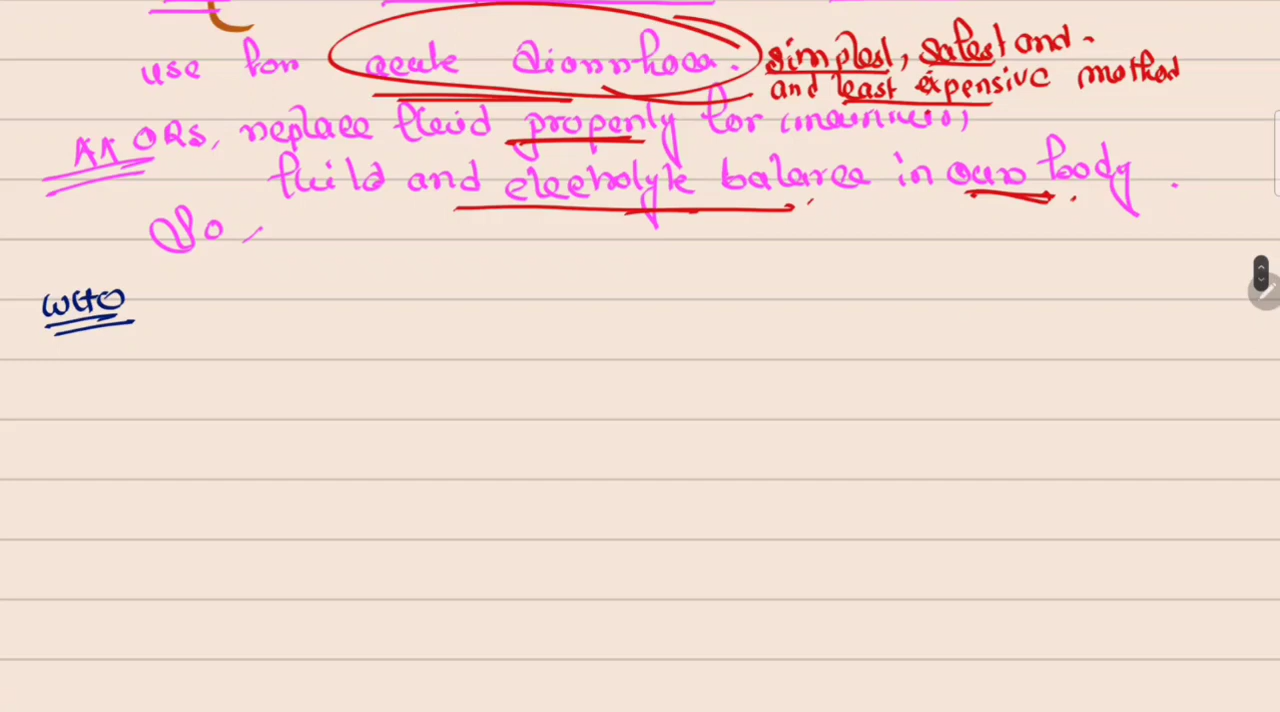 use for acute diarrhoea. simplest, safest and
and least expensive method
ORS, replace fluid properly for
fluid and electrolyte balance in our body.
So,
WHO